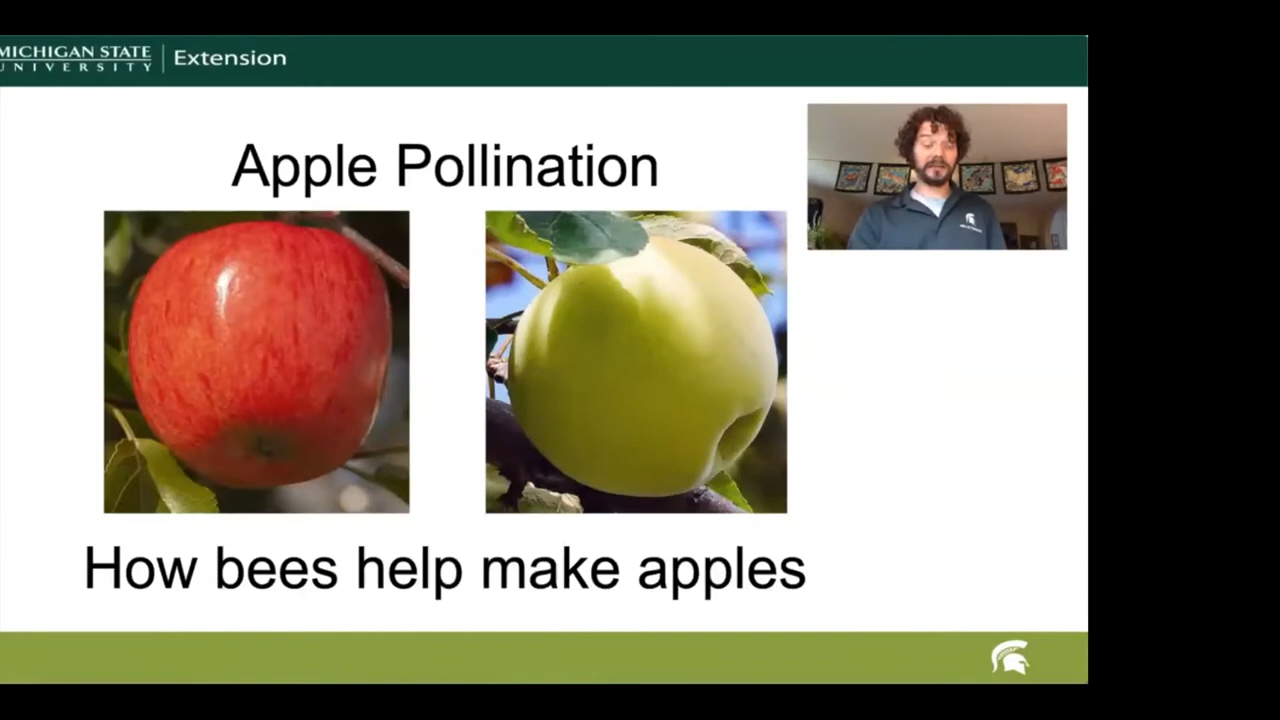 MICHIGAN STATE
UNIVERSITY
Extension
Apple Pollination
How bees help make apples